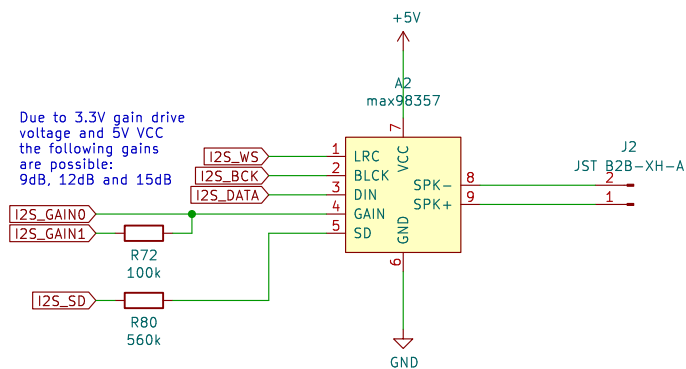 +5V
A2
max98357
7
Due to 3.3V gain drive
voltage and 5V VCC
the following gains
are possible:
9dB, 12dB and 15dB
J2
JST B2B-XH-A
I2S_WS 1 LRC VCC
I2S_BCK 2 BLCK
I2S_DATA 3 DIN SPK- 8 2
I2S_GAIN0 4 GAIN SPK+ 9 1
I2S_GAIN1 5 SD GND
R72
100k
6
I2S_SD
R80
560k
GND